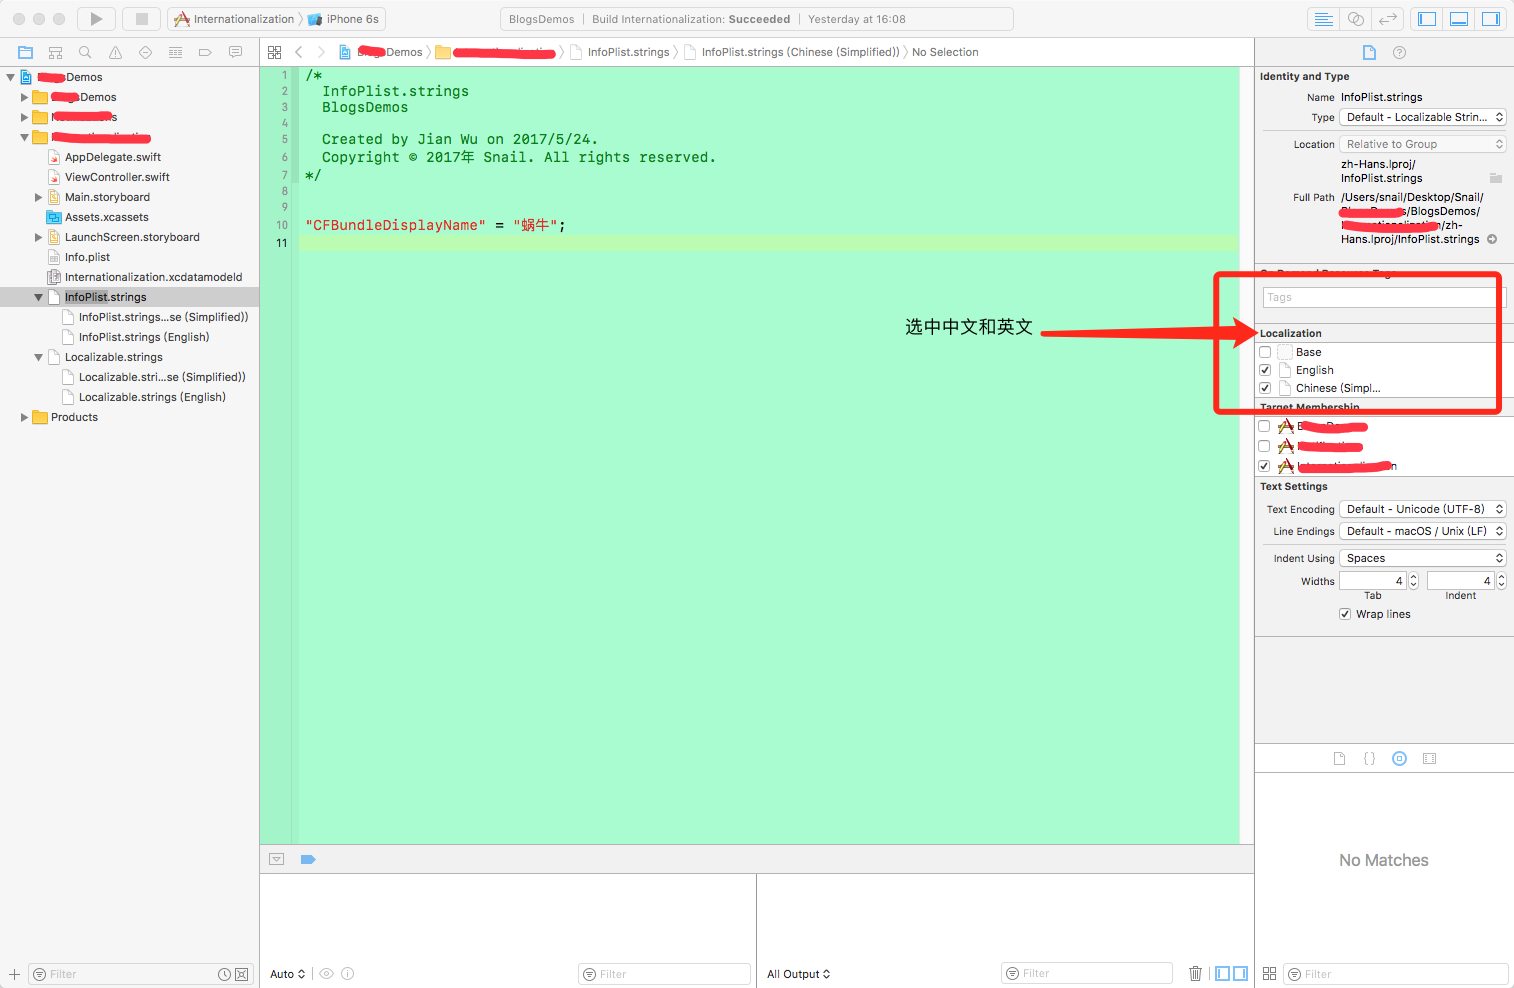 Internationalization
iPhone 6s
BlogsDemos | Build Internationalization: Succeeded | Yesterday at 16:08
Demos
InfoPlist.strings
InfoPlist.strings (Chinese (Simplified))
No Selection
Demos
Demos
AppDelegate.swift
ViewController.swift
Main.storyboard
Assets.xcassets
LaunchScreen.storyboard
Info.plist
Internationalization.xcdatamodeld
InfoPlist.strings
InfoPlist.strings...se (Simplified))
InfoPlist.strings (English)
Localizable.strings
Localizable.stri...se (Simplified))
Localizable.strings (English)
Products
Filter
1 /*
2 InfoPlist.strings
3 BlogsDemos
4
5 Created by Jian Wu on 2017/5/24.
6 Copyright © 2017年 Snail. All rights reserved.
7 */
8
9
10 "CFBundleDisplayName" = "蜗牛";
11
选中中文和英文
Auto
Filter
All Output
Filter
Identity and Type
Name InfoPlist.strings
Type Default - Localizable Strin...
Location Relative to Group
zh-Hans.lproj/
InfoPlist.strings
Full Path /Users/snail/Desktop/Snail/
/BlogsDemos/
/zh-
Hans.lproj/InfoPlist.strings
On Demand Resource Tags
Tags
Localization
Base
English
Chinese (Simpl...
Target Membership
Text Settings
Text Encoding Default - Unicode (UTF-8)
Line Endings Default - macOS / Unix (LF)
Indent Using Spaces
Widths 4 4
Tab Indent
Wrap lines
No Matches
Filter